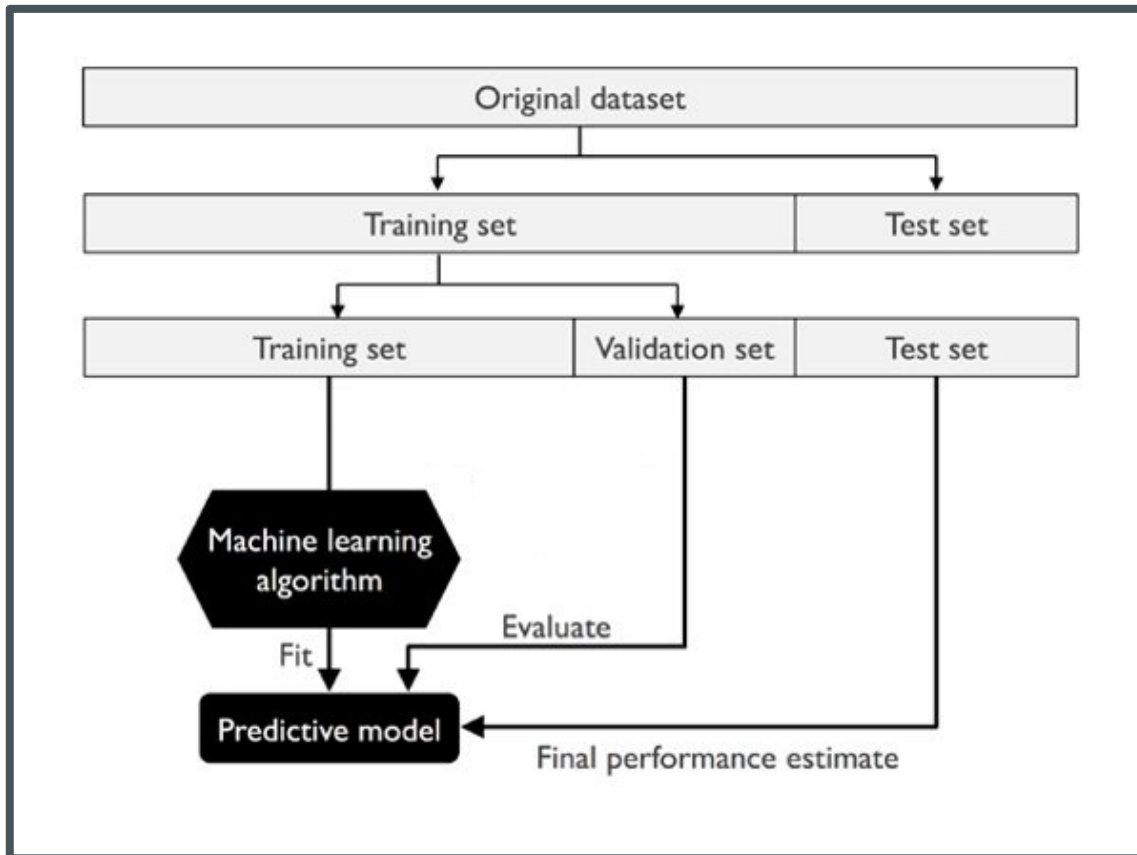 Original dataset
Training set
Test set
Training set
Validation set
Test set
Machine learning
algorithm
Fit
Evaluate
Predictive model
Final performance estimate